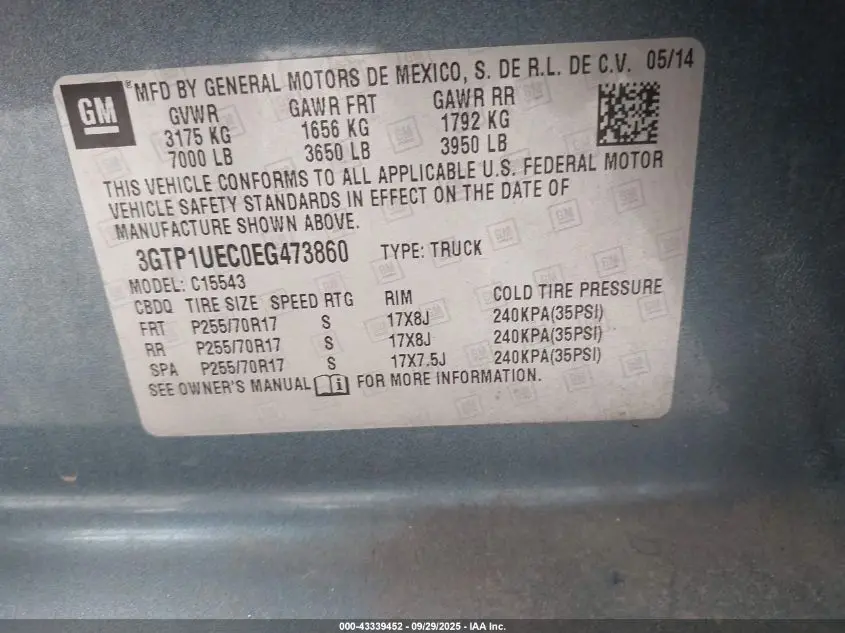 GM
®MFD BY GENERAL MOTORS DE MEXICO, S. DE R.L. DE C.V. 05/14
GVWR GAWR FRT GAWR RR
3175 KG 1656 KG 1792 KG
7000 LB 3650 LB 3950 LB
THIS VEHICLE CONFORMS TO ALL APPLICABLE U.S. FEDERAL MOTOR
VEHICLE SAFETY STANDARDS IN EFFECT ON THE DATE OF
MANUFACTURE SHOWN ABOVE.
3GTP1UEC0EG473860 TYPE: TRUCK
MODEL: C15543
CBDQ TIRE SIZE SPEED RTG RIM COLD TIRE PRESSURE
FRT P255/70R17 S 17X8J 240KPA(35PSI)
RR P255/70R17 S 17X8J 240KPA(35PSI)
SPA P255/70R17 S 17X7.5J 240KPA(35PSI)
SEE OWNER'S MANUAL i FOR MORE INFORMATION.
000-43339452 - 09/29/2025 - IAA Inc.